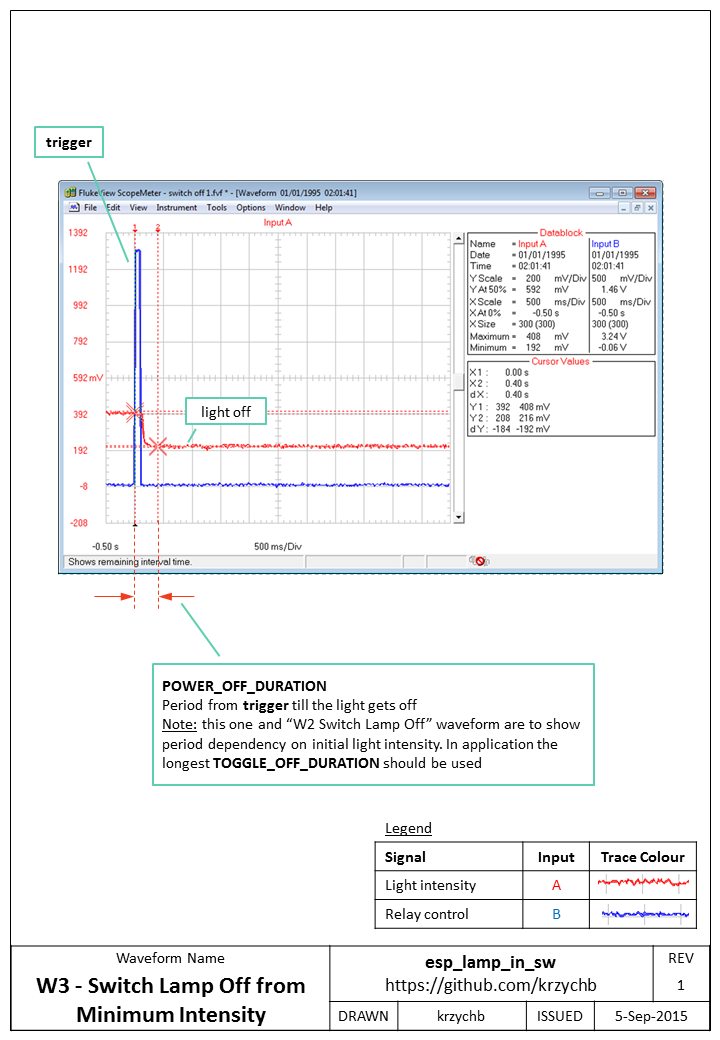 trigger
FlukeView ScopeMeter - switch off 1.fvf * - [Waveform 01/01/1995 02:01:41]
File Edit View Instrument Tools Options Window Help
Input A
1 2
1392
1192
992
792
592 mV
392
192
-8
-208
-0.50 s
500 ms/Div
light off
Datablock
Name = Input A Input B
Date = 01/01/1995 01/01/1995
Time = 02:01:41 02:01:41
Y Scale = 200 mV/Div 500 mV/Div
Y At 50% = 592 mV 1.46 V
X Scale = 500 ms/Div 500 ms/Div
X At 0% = -0.50 s -0.50 s
X Size = 300 (300) 300 (300)
Maximum = 408 mV 3.24 V
Minimum = 192 mV -0.06 V
Cursor Values
X1 : 0.00 s
X2 : 0.40 s
dX : 0.40 s
Y1 : 392 408 mV
Y2 : 208 216 mV
dY : -184 -192 mV
Shows remaining interval time.
POWER_OFF_DURATION
Period from trigger till the light gets off
Note: this one and “W2 Switch Lamp Off” waveform are to show
period dependency on initial light intensity. In application the
longest TOGGLE_OFF_DURATION should be used
Legend
Signal Input Trace Colour
Light intensity A
Relay control B
Waveform Name
W3 - Switch Lamp Off from
Minimum Intensity
esp_lamp_in_sw
https://github.com/krzychb
REV
1
DRAWN krzychb ISSUED 5-Sep-2015